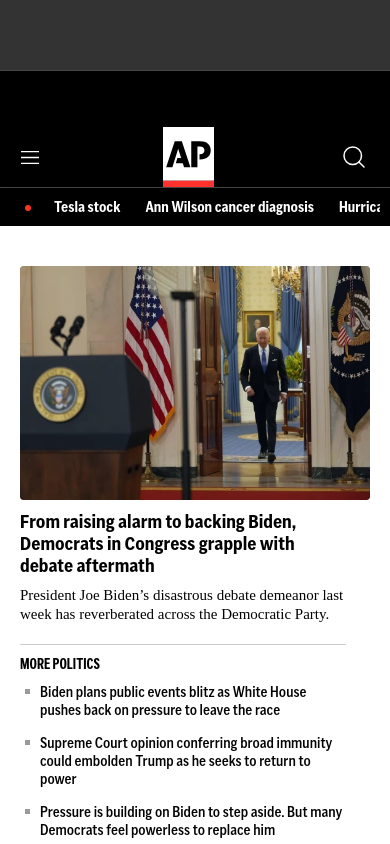 AP
Tesla stock Ann Wilson cancer diagnosis Hurrica
From raising alarm to backing Biden,
Democrats in Congress grapple with
debate aftermath
President Joe Biden’s disastrous debate demeanor last
week has reverberated across the Democratic Party.
MORE POLITICS
Biden plans public events blitz as White House
pushes back on pressure to leave the race
Supreme Court opinion conferring broad immunity
could embolden Trump as he seeks to return to
power
Pressure is building on Biden to step aside. But many
Democrats feel powerless to replace him